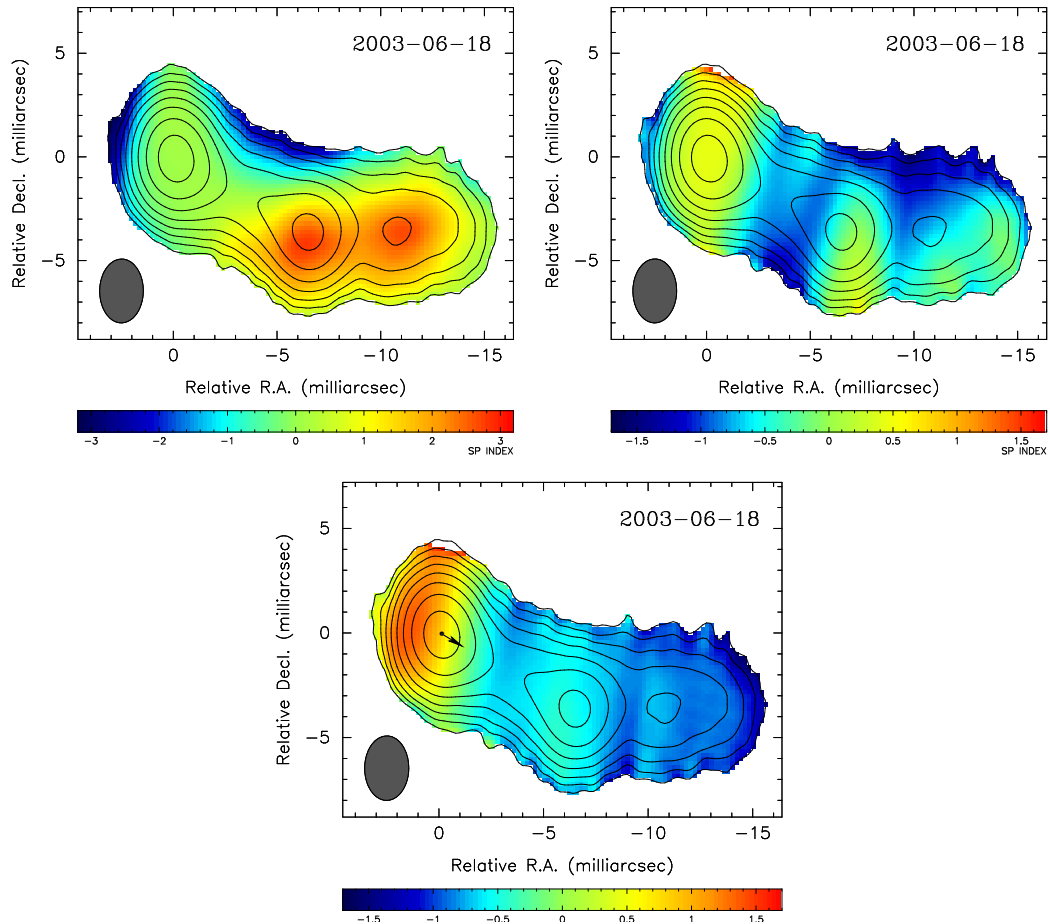 2003-06-18
5
0
−5
Relative Decl. (milliarcsec)
0 −5 −10 −15
Relative R.A. (milliarcsec)
−3 −2 −1 0 1 2 3
SP INDEX
2003-06-18
5
0
−5
Relative Decl. (milliarcsec)
0 −5 −10 −15
Relative R.A. (milliarcsec)
−1.5 −1 −0.5 0 0.5 1 1.5
SP INDEX
2003-06-18
5
0
−5
Relative Decl. (milliarcsec)
0 −5 −10 −15
Relative R.A. (milliarcsec)
−1.5 −1 −0.5 0 0.5 1 1.5